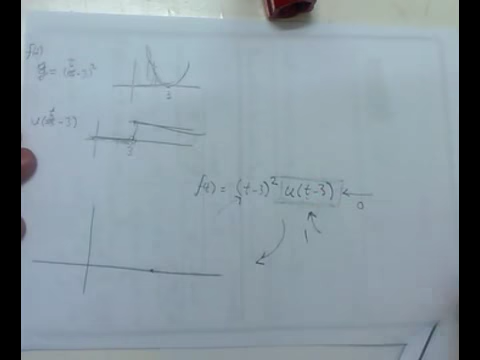 f(t)
y = (t-3)²
3
u(t-3)
3
f(t) = (t-3)² u(t-3)
0
1